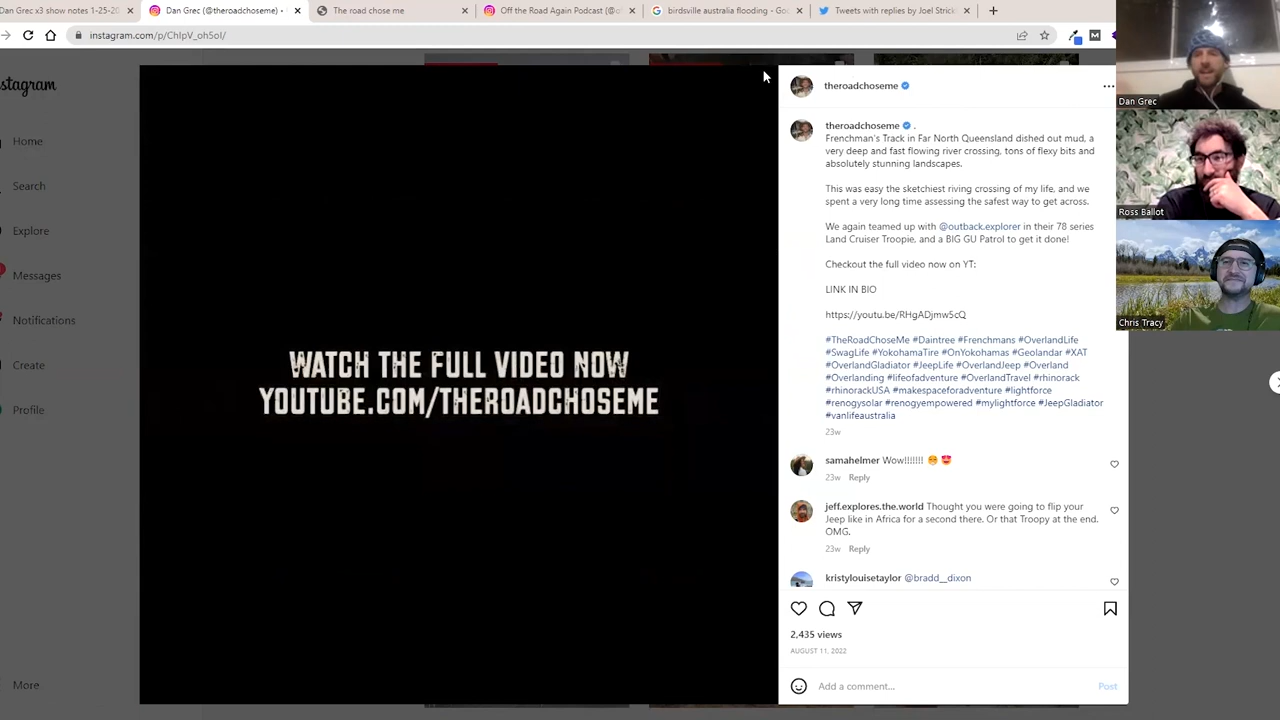 Dan Grec x3 show notes 1-25-20
Dan Grec (@theroadchoseme) -
The road chose me
Off the Road Again Podcast (@of
birdsville australia flooding - Goo
Tweets with replies by Joel Strick
instagram.com/p/ChIpV_oh5oI/
nstagram
Home
Search
Explore
Messages
Notifications
Create
Profile
More
WATCH THE FULL VIDEO NOW
YOUTUBE.COM/THEROADCHOSEME
theroadchoseme
theroadchoseme .
Frenchman's Track in Far North Queensland dished out mud, a
very deep and fast flowing river crossing, tons of flexy bits and
absolutely stunning landscapes.
This was easy the sketchiest riving crossing of my life, and we
spent a very long time assessing the safest way to get across.
We again teamed up with @outback.explorer in their 78 series
Land Cruiser Troopie, and a BIG GU Patrol to get it done!
Checkout the full video now on YT:
LINK IN BIO
https://youtu.be/RHgADjmw5cQ
#TheRoadChoseMe #Daintree #Frenchmans #OverlandLife
#SwagLife #YokohamaTire #OnYokohamas #Geolandar #XAT
#OverlandGladiator #JeepLife #OverlandJeep #Overland
#Overlanding #lifeofadventure #OverlandTravel #rhinorack
#rhinorackUSA #makespaceforadventure #lightforce
#renogysolar #renogyempowered #mylightforce #JeepGladiator
#vanlifeaustralia
23w
samahelmer Wow!!!!!!! 😁 😍
23w Reply
jeff.explores.the.world Thought you were going to flip your
Jeep like in Africa for a second there. Or that Troopy at the end.
OMG.
23w Reply
kristylouisetaylor @bradd__dixon
2,435 views
AUGUST 11, 2022
Add a comment...
Post
Dan Grec
Ross Ballot
Chris Tracy